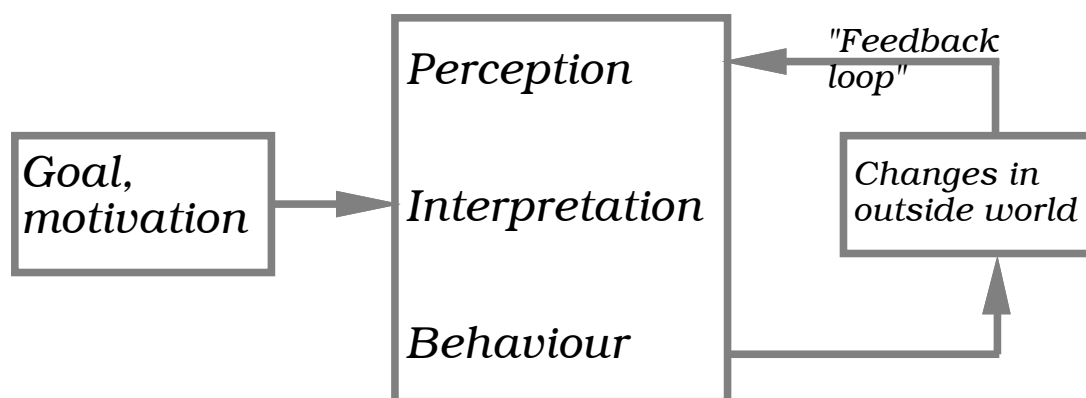 Goal,
motivation
Perception
Interpretation
Behaviour
"Feedback
loop"
Changes in
outside world